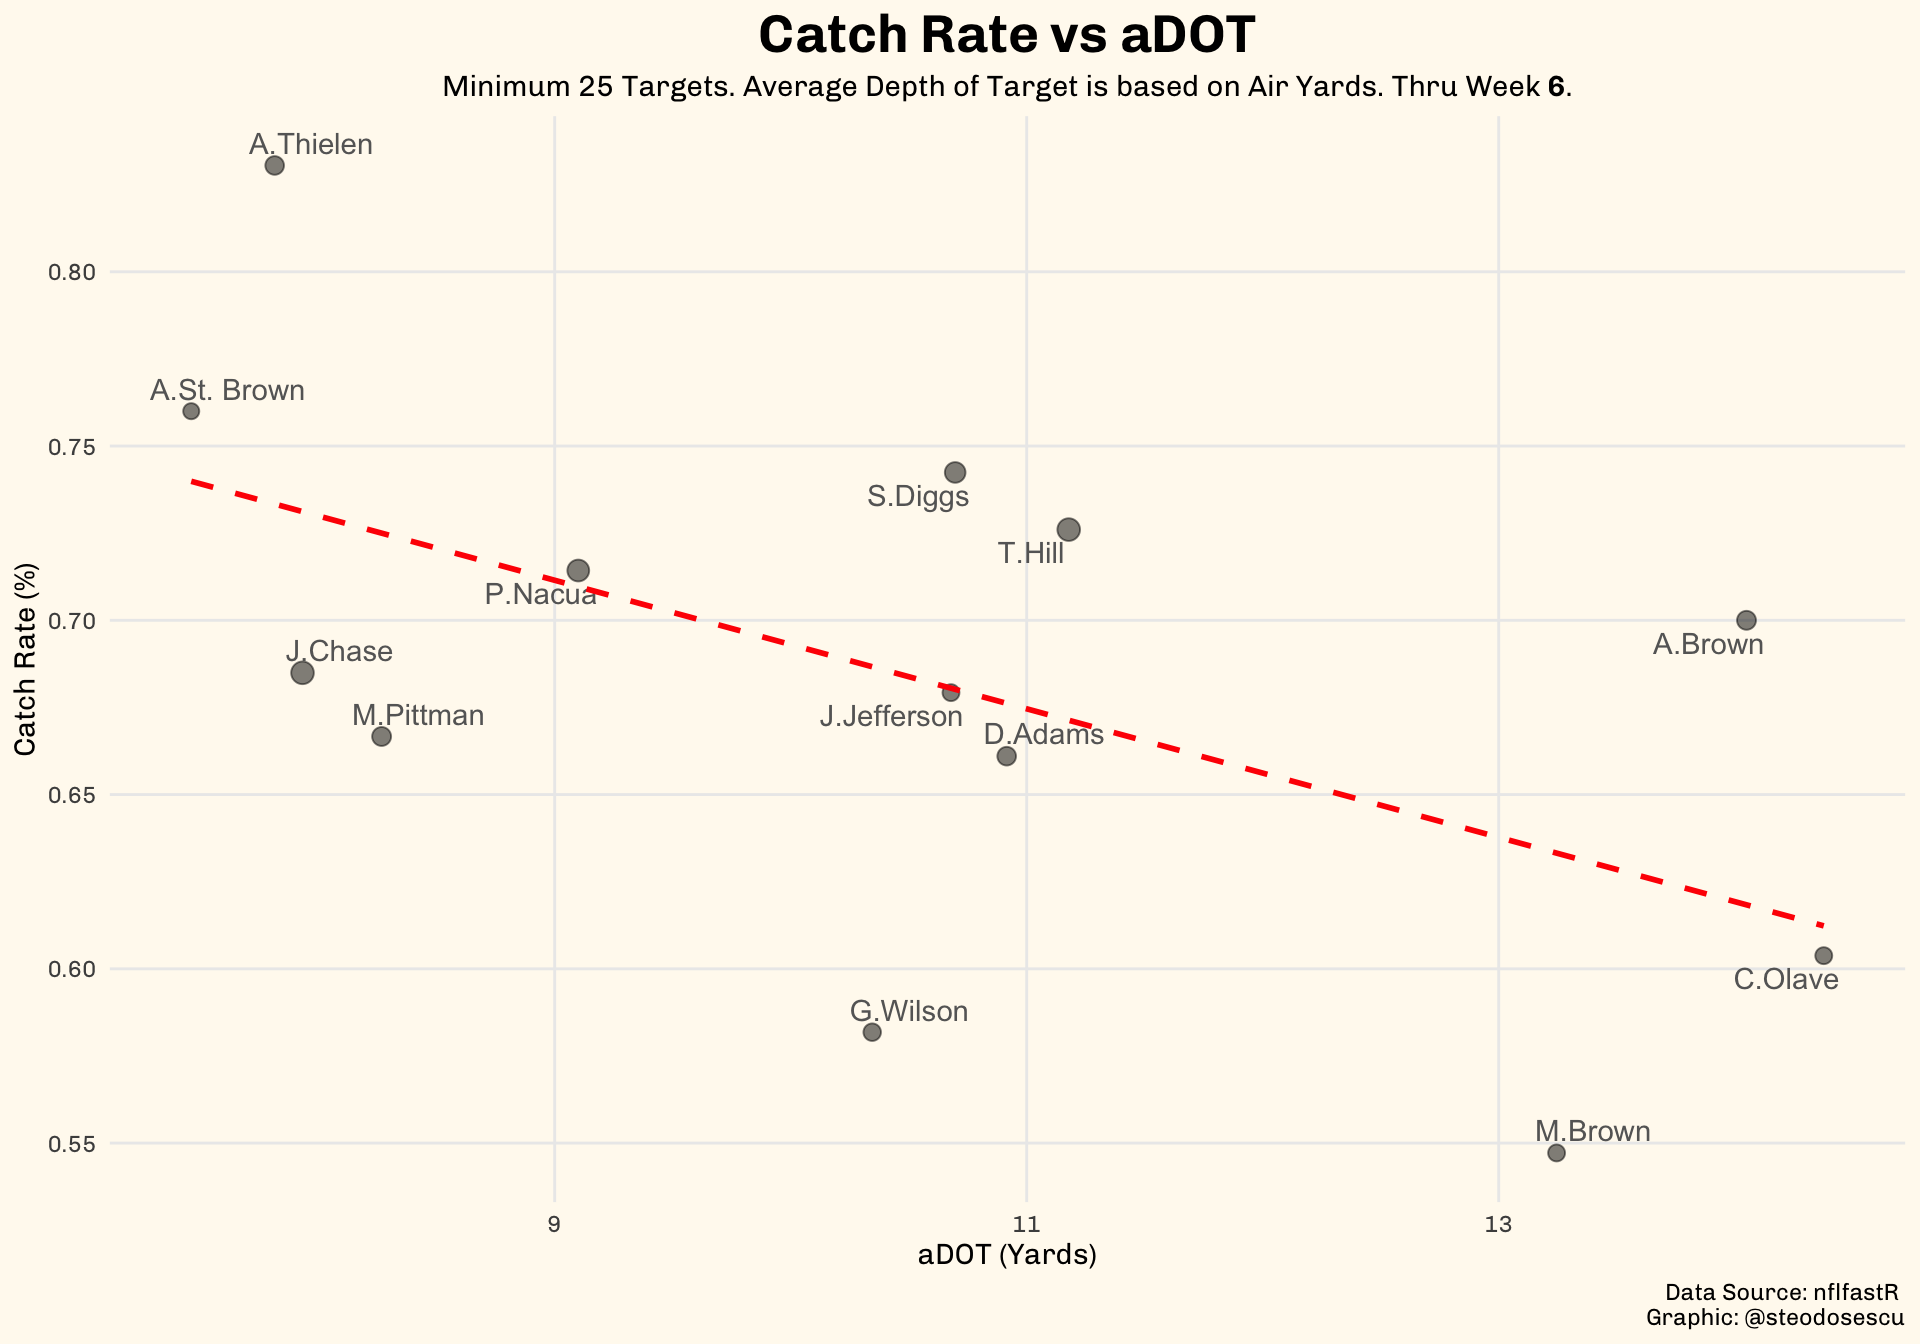 Catch Rate vs aDOT
Minimum 25 Targets. Average Depth of Target is based on Air Yards. Thru Week 6.
A.Thielen
0.80
A.St. Brown
0.75
S.Diggs
T.Hill
P.Nacua
0.70
A.Brown
J.Chase
M.Pittman
J.Jefferson
D.Adams
Catch Rate (%)
0.65
0.60
C.Olave
G.Wilson
M.Brown
0.55
9 11 13
aDOT (Yards)
Data Source: nflfastR
Graphic: @steodosescu